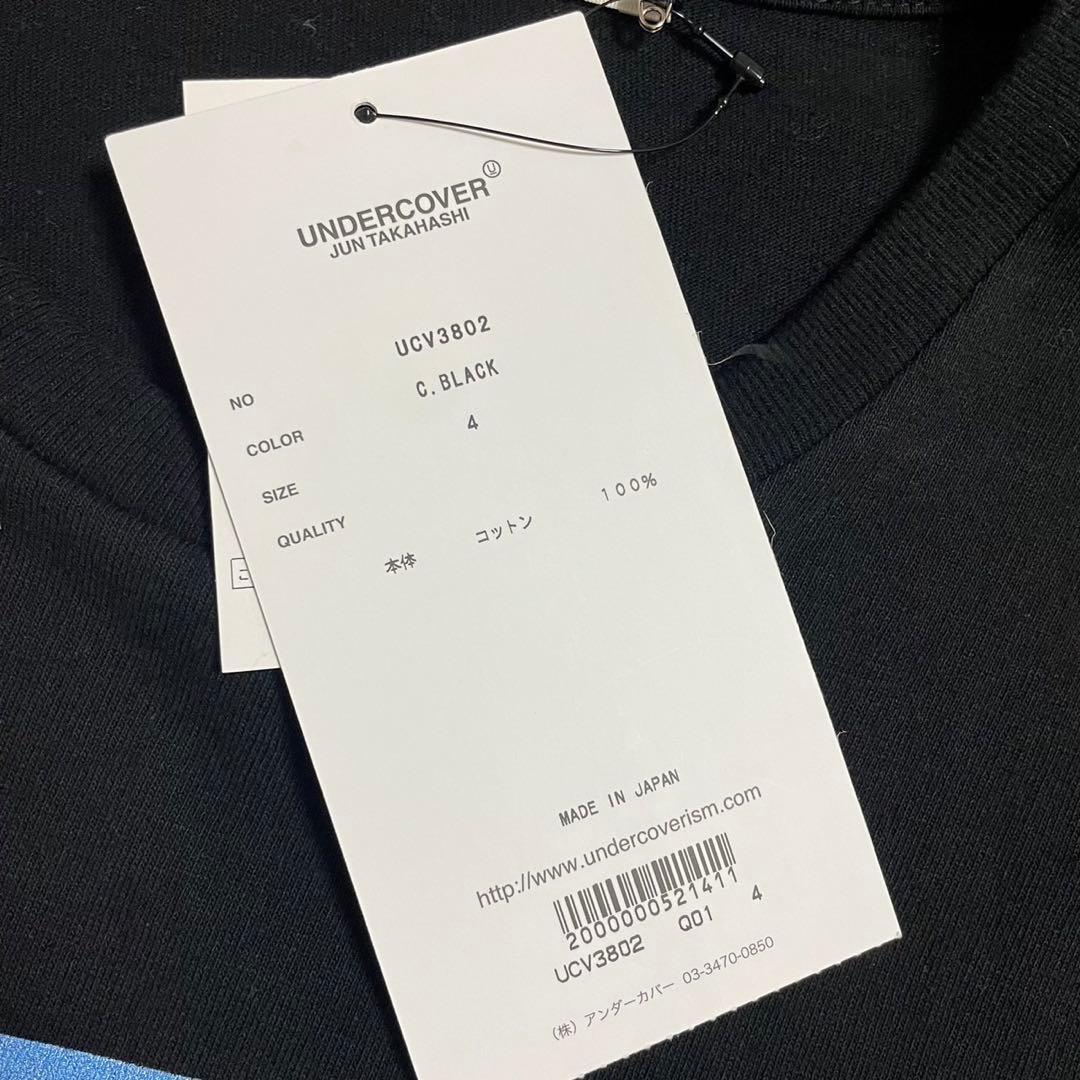 UNDERCOVER Ⓤ
JUN TAKAHASHI
NO UCV3802
COLOR C.BLACK
SIZE 4
QUALITY
本体 コットン 100%
MADE IN JAPAN
http://www.undercoverism.com
2000000521411
UCV3802 Q01 4
(株) アンダーカバー 03-3470-0850